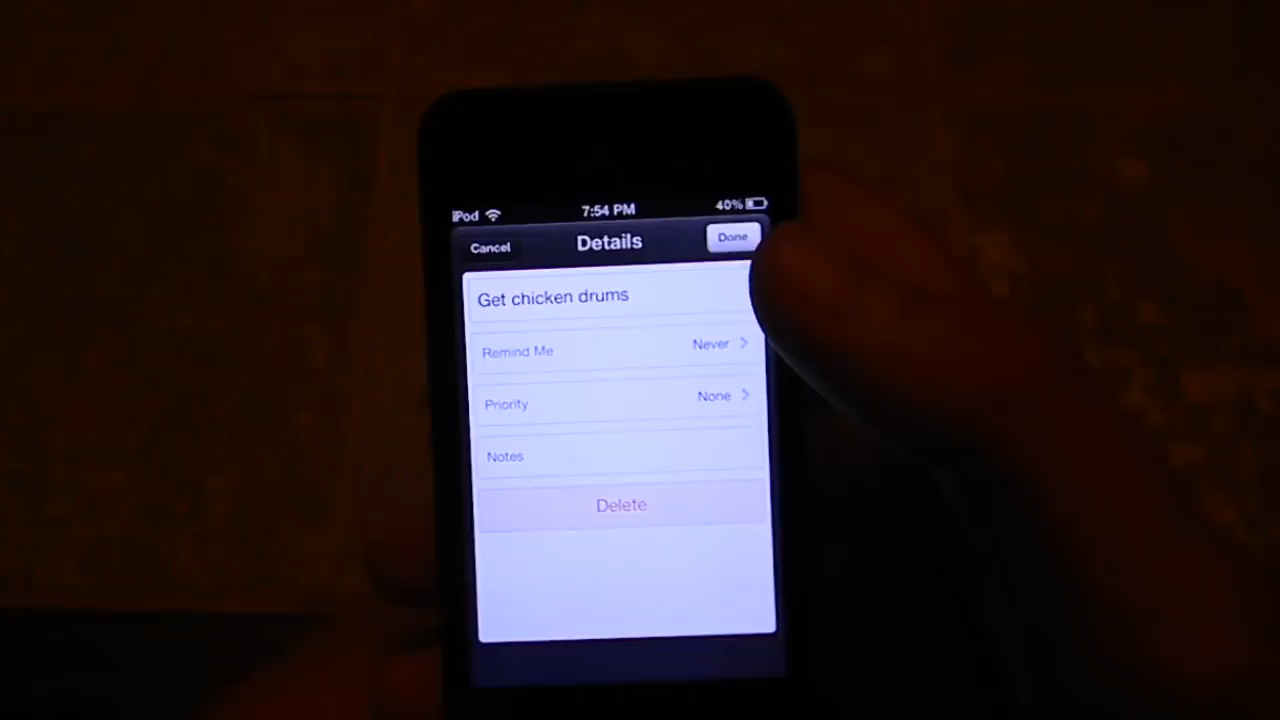 iPod 7:54 PM 40%
Cancel Details Done
Get chicken drums
Remind Me Never
Priority None
Notes
Delete